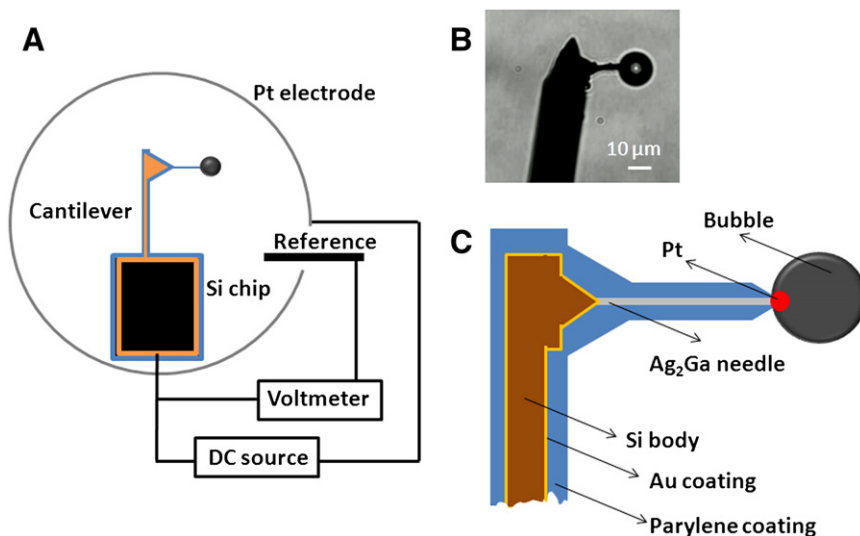 A
Pt electrode
Cantilever
Reference
Si chip
Voltmeter
DC source
B
10 µm
C
Bubble
Pt
Ag₂Ga needle
Si body
Au coating
Parylene coating